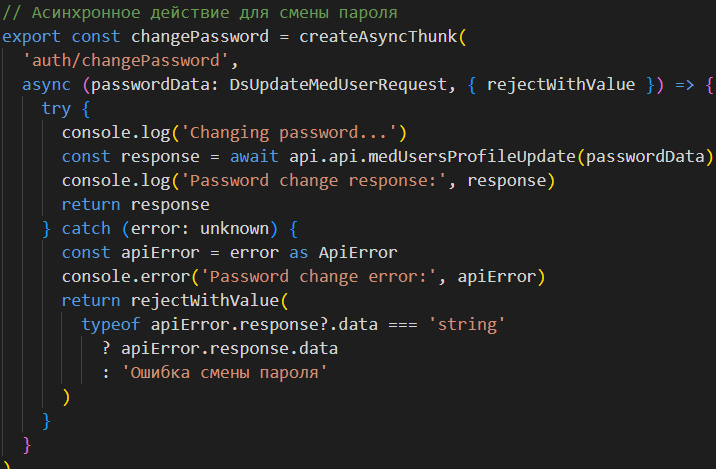 // Асинхронное действие для смены пароля
export const changePassword = createAsyncThunk(
  'auth/changePassword',
  async (passwordData: DsUpdateMedUserRequest, { rejectWithValue }) => {
    try {
      console.log('Changing password...')
      const response = await api.api.medUsersProfileUpdate(passwordData)
      console.log('Password change response:', response)
      return response
    } catch (error: unknown) {
      const apiError = error as ApiError
      console.error('Password change error:', apiError)
      return rejectWithValue(
        typeof apiError.response?.data === 'string'
          ? apiError.response.data
          : 'Ошибка смены пароля'
      )
    }
  }
)